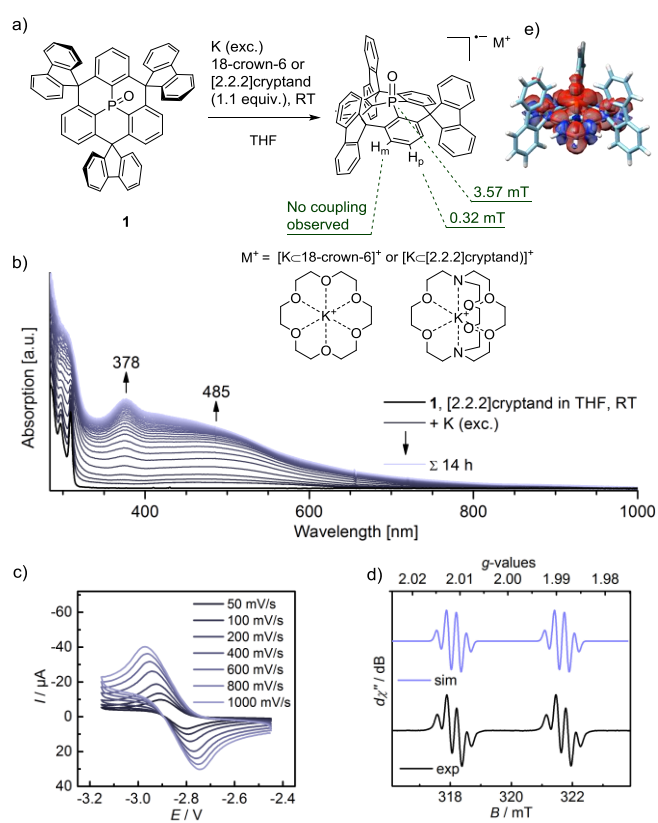 a)
K (exc.)
18-crown-6 or
[2.2.2]cryptand
(1.1 equiv.), RT
THF
P
O
1
•− M⁺
O
P
Hm
Hp
3.57 mT
0.32 mT
No coupling
observed
e)
M⁺ = [K⊂18-crown-6]⁺ or [K⊂[2.2.2]cryptand)]⁺
O
O O
K⁺
O O
O
N
O O
O
K⁺
O
O O
N
b)
Absorption [a.u.]
378
485
1, [2.2.2]cryptand in THF, RT
+ K (exc.)
Σ 14 h
400 600 800 1000
Wavelength [nm]
c)
I / µA
-60
-40
-20
0
20
40
50 mV/s
100 mV/s
200 mV/s
400 mV/s
600 mV/s
800 mV/s
1000 mV/s
-3.2 -3.0 -2.8 -2.6 -2.4
E / V
d)
g-values
2.02 2.01 2.00 1.99 1.98
dχ″ / dB
sim
exp
318 320 322
B / mT